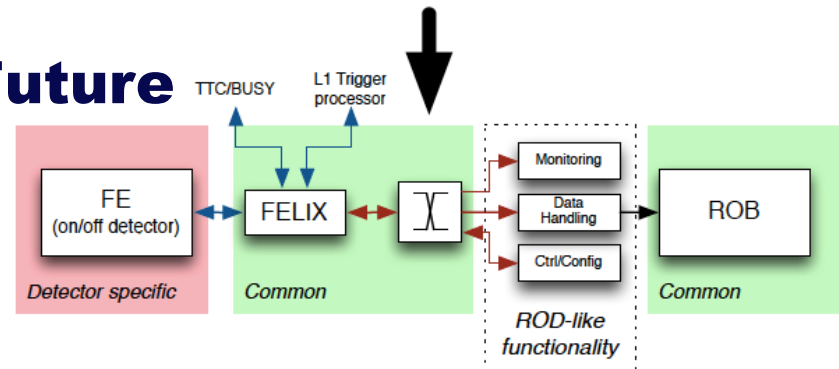 Future
TTC/BUSY
L1 Trigger
processor
FE
(on/off detector)
Detector specific
FELIX
Common
Monitoring
Data
Handling
Ctrl/Config
ROD-like
functionality
ROB
Common